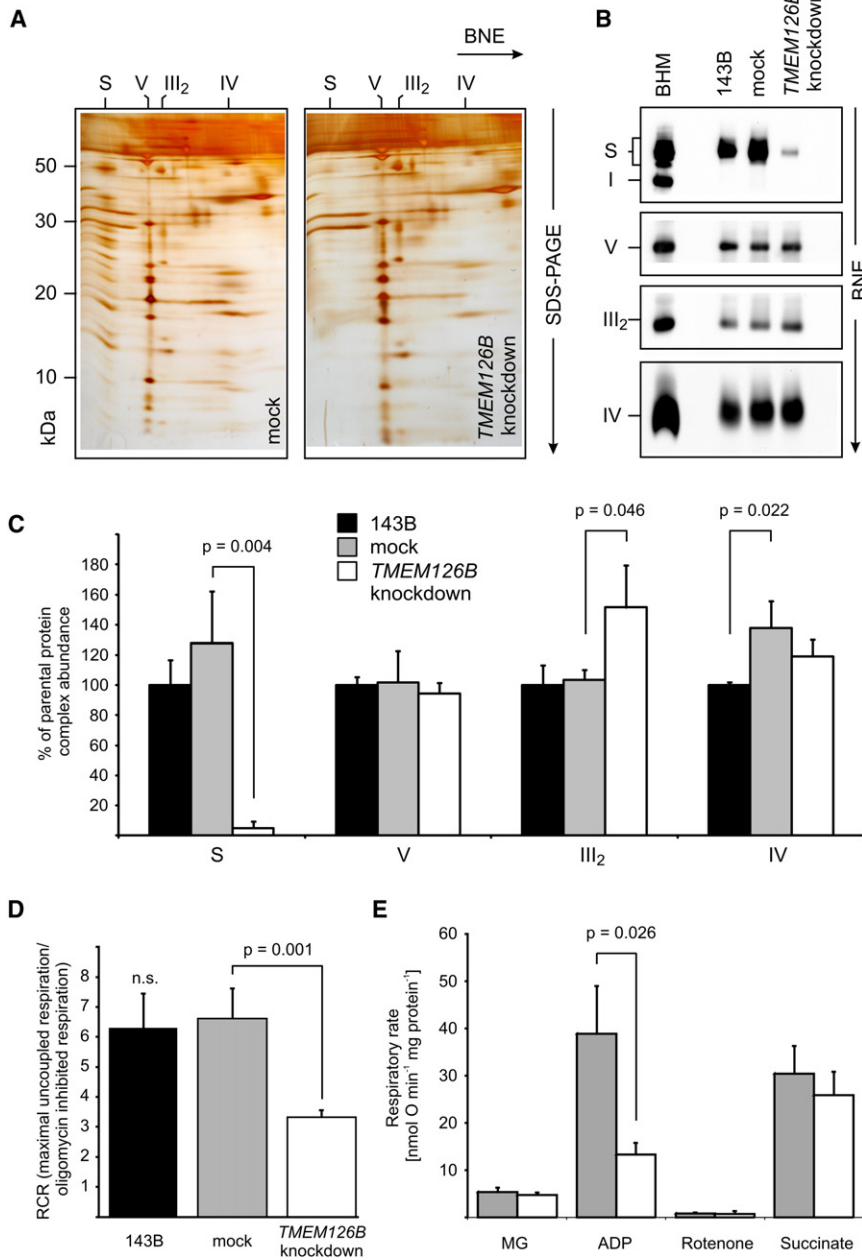 A
BNE
S V III₂ IV
S V III₂ IV
50
30
20
10
kDa
mock
TMEM126B
knockdown
SDS-PAGE
B
BHM
143B
mock
TMEM126B
knockdown
S
I
V
III₂
IV
BNE
C
143B
mock
TMEM126B
knockdown
p = 0.004
p = 0.046
p = 0.022
% of parental protein
complex abundance
180
160
140
120
100
80
60
40
20
S V III₂ IV
D
RCR (maximal uncoupled respiration/
oligomycin inhibited respiration)
8
7
6
5
4
3
2
1
n.s.
p = 0.001
143B mock TMEM126B
knockdown
E
Respiratory rate
[nmol O min⁻¹ mg protein⁻¹]
60
50
40
30
20
10
p = 0.026
MG ADP Rotenone Succinate